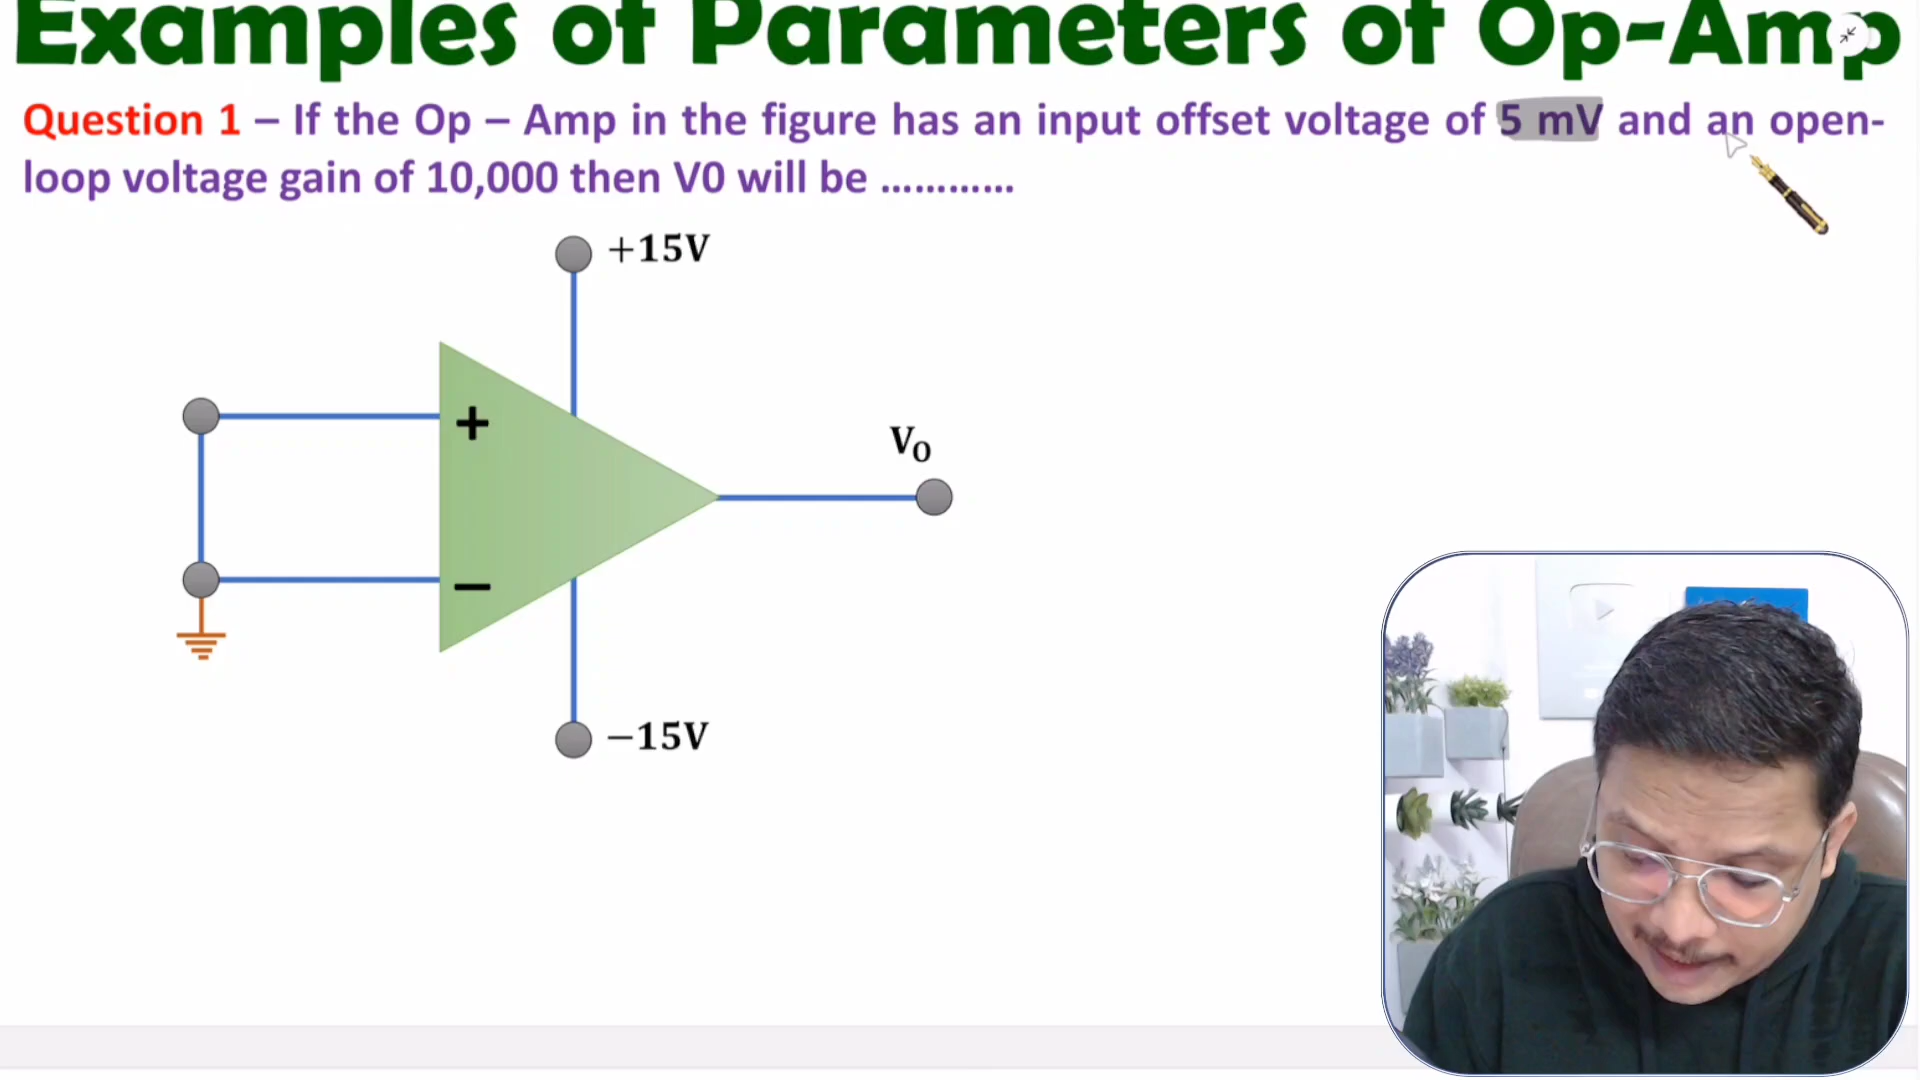 Examples of Parameters of Op-Amp
Question 1 – If the Op – Amp in the figure has an input offset voltage of 5 mV and an open-
loop voltage gain of 10,000 then V0 will be ............
+15V
+
V₀
−
−15V